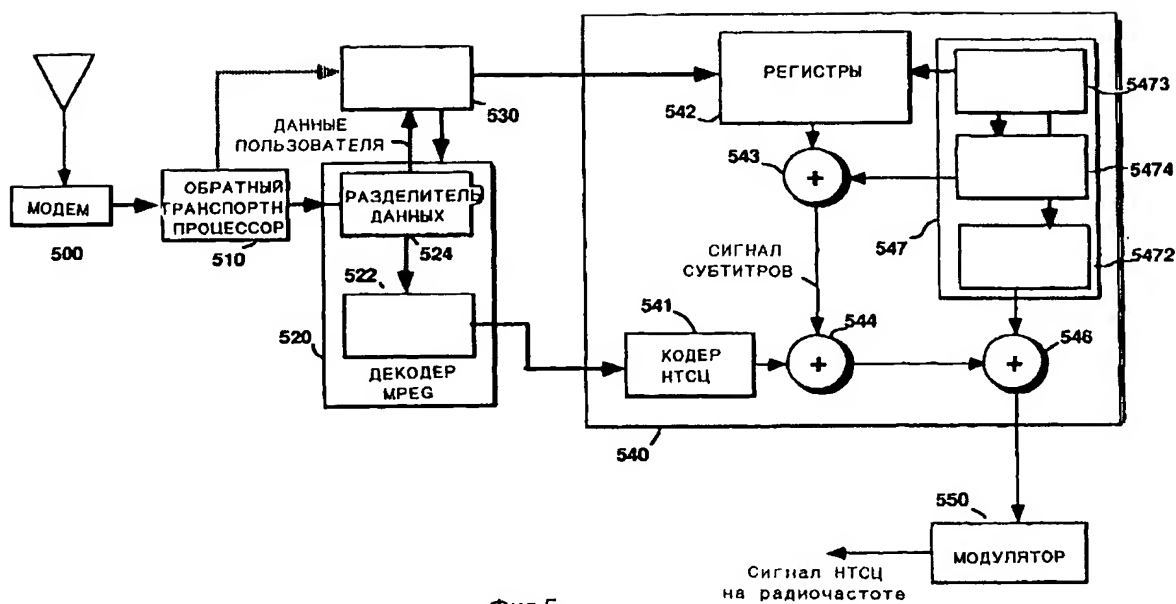 РЕГИСТРЫ
5473
542
530
ДАННЫЕ
ПОЛЬЗОВАТЕЛЯ
543
+
5474
МОДЕМ
ОБРАТНЫЙ
ТРАНСПОРТН
ПРОЦЕССОР
РАЗДЕЛИТЕЛЬ
ДАННЫХ
547
500
510
524
СИГНАЛ
СУБТИТРОВ
5472
522
541
544
546
520
КОДЕР
НТСЦ
+
+
ДЕКОДЕР
MPEG
540
550
МОДУЛЯТОР
Сигнал НТСЦ
на радиочастоте